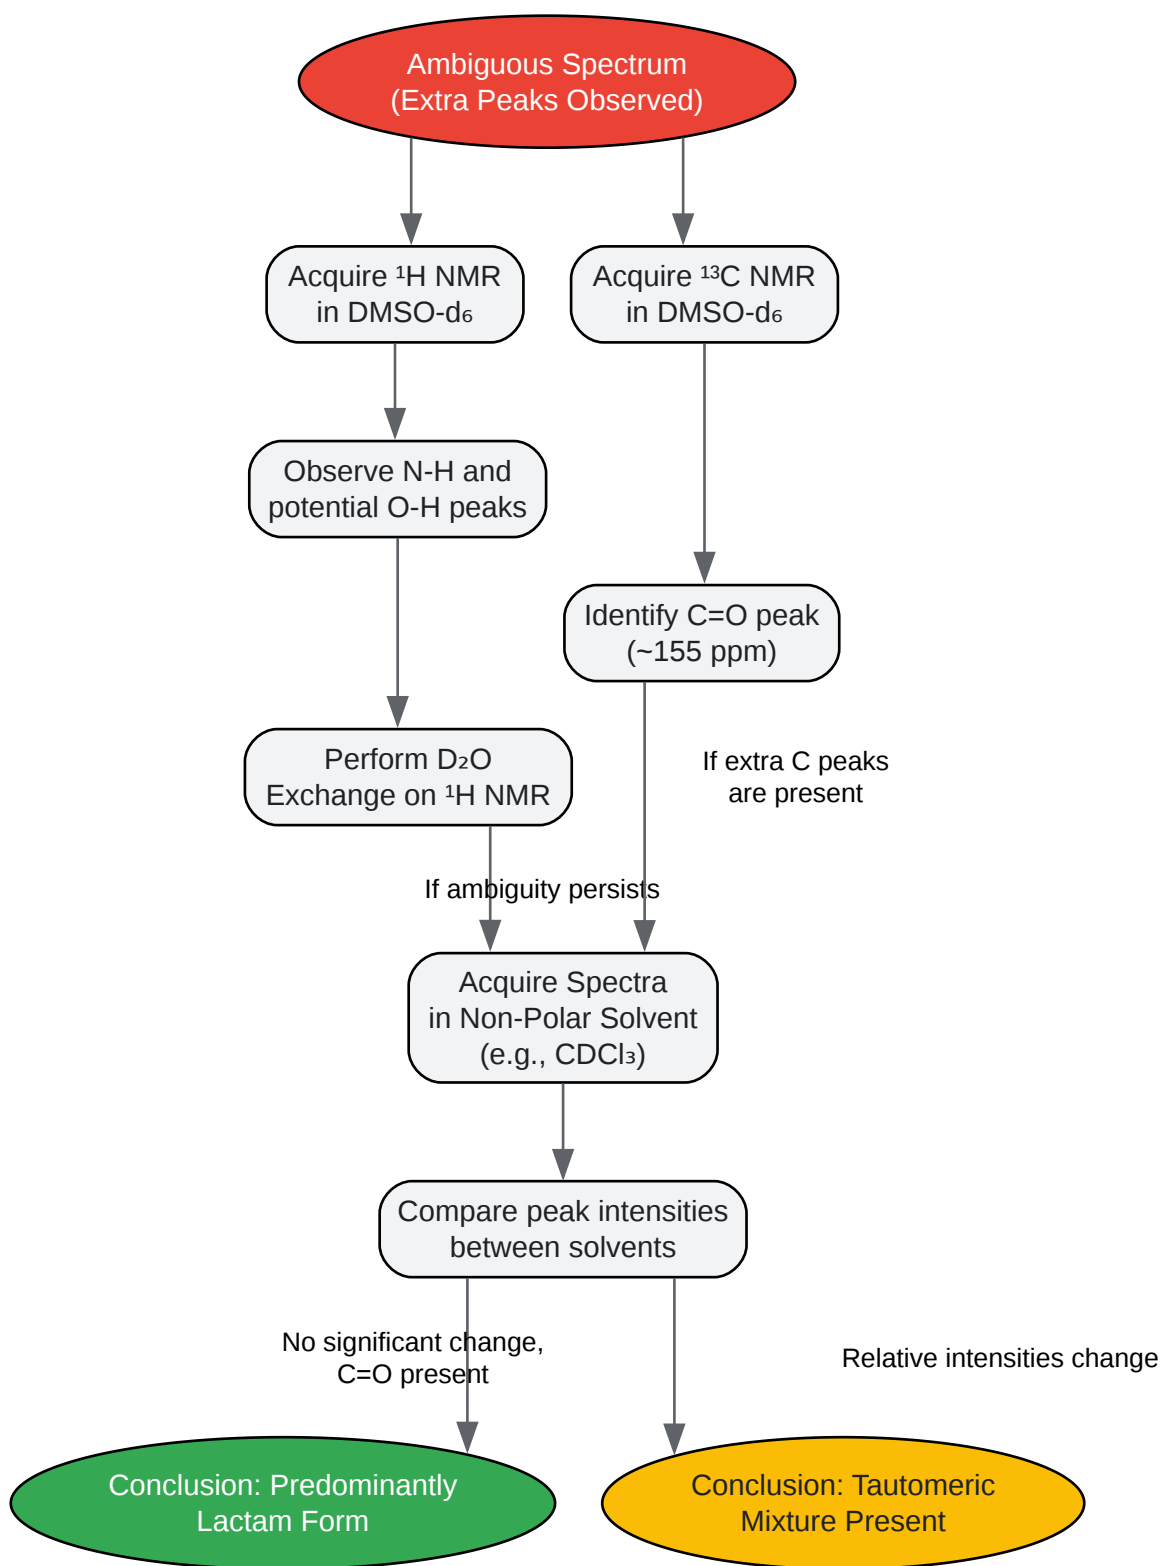 Ambiguous Spectrum
(Extra Peaks Observed)
Acquire ¹H NMR
in DMSO-d₆
Acquire ¹³C NMR
in DMSO-d₆
Observe N-H and
potential O-H peaks
Identify C=O peak
(~155 ppm)
Perform D₂O
Exchange on ¹H NMR
If extra C peaks
are present
If ambiguity persists
Acquire Spectra
in Non-Polar Solvent
(e.g., CDCl₃)
Compare peak intensities
between solvents
No significant change,
C=O present
Relative intensities change
Conclusion: Predominantly
Lactam Form
Conclusion: Tautomeric
Mixture Present